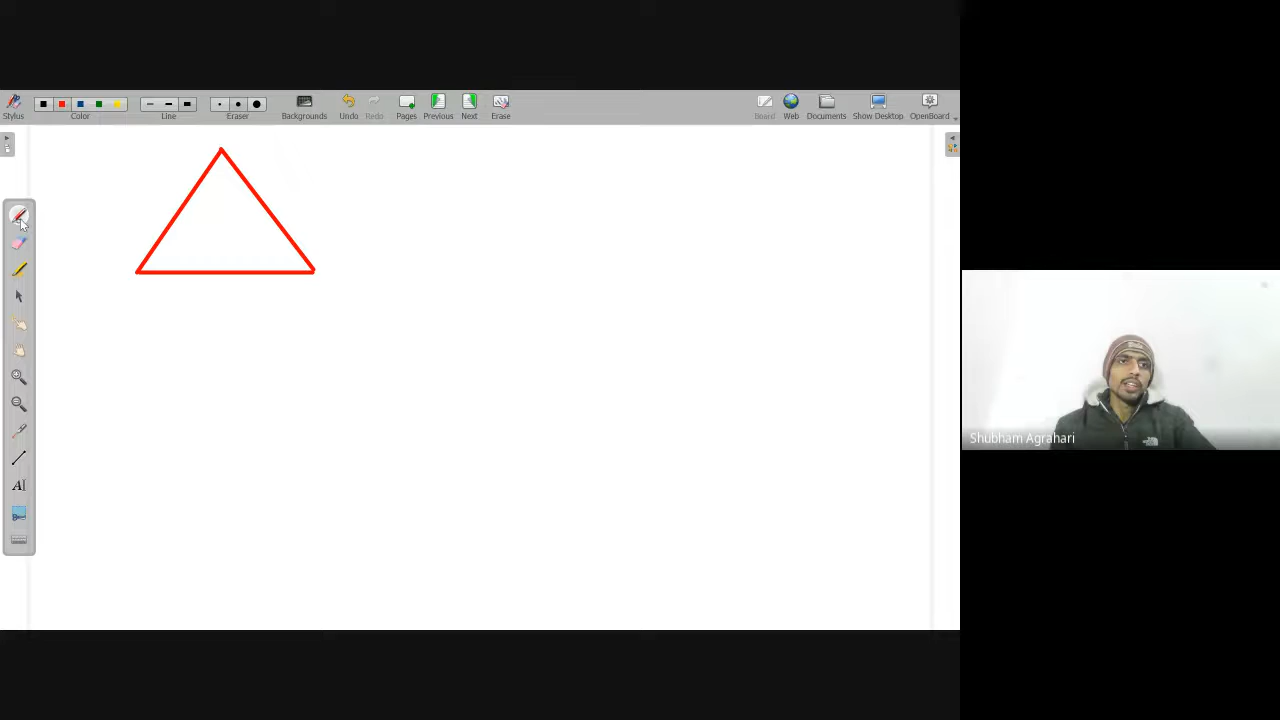 Stylus Color Line Eraser Backgrounds Undo Redo Pages Previous Next Erase Board Web Documents Show Desktop OpenBoard
AI
Shubham Agrahari